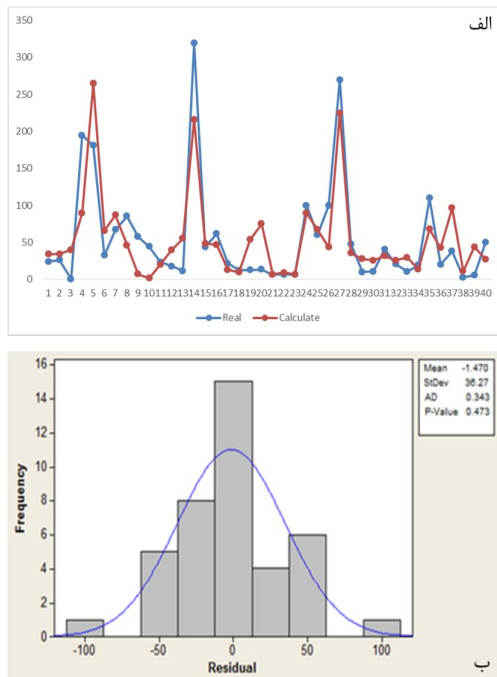 الف
350
300
250
200
150
100
50
0
1 2 3 4 5 6 7 8 9 10 11 12 13 14 15 16 17 18 19 20 21 22 23 24 25 26 27 28 29 30 31 32 33 34 35 36 37 38 39 40
Real Calculate
16
14
12
10
8
6
4
2
0
Frequency
-100 -50 0 50 100
Residual
Mean -1.470
StDev 36.27
AD 0.343
P-Value 0.473
ب